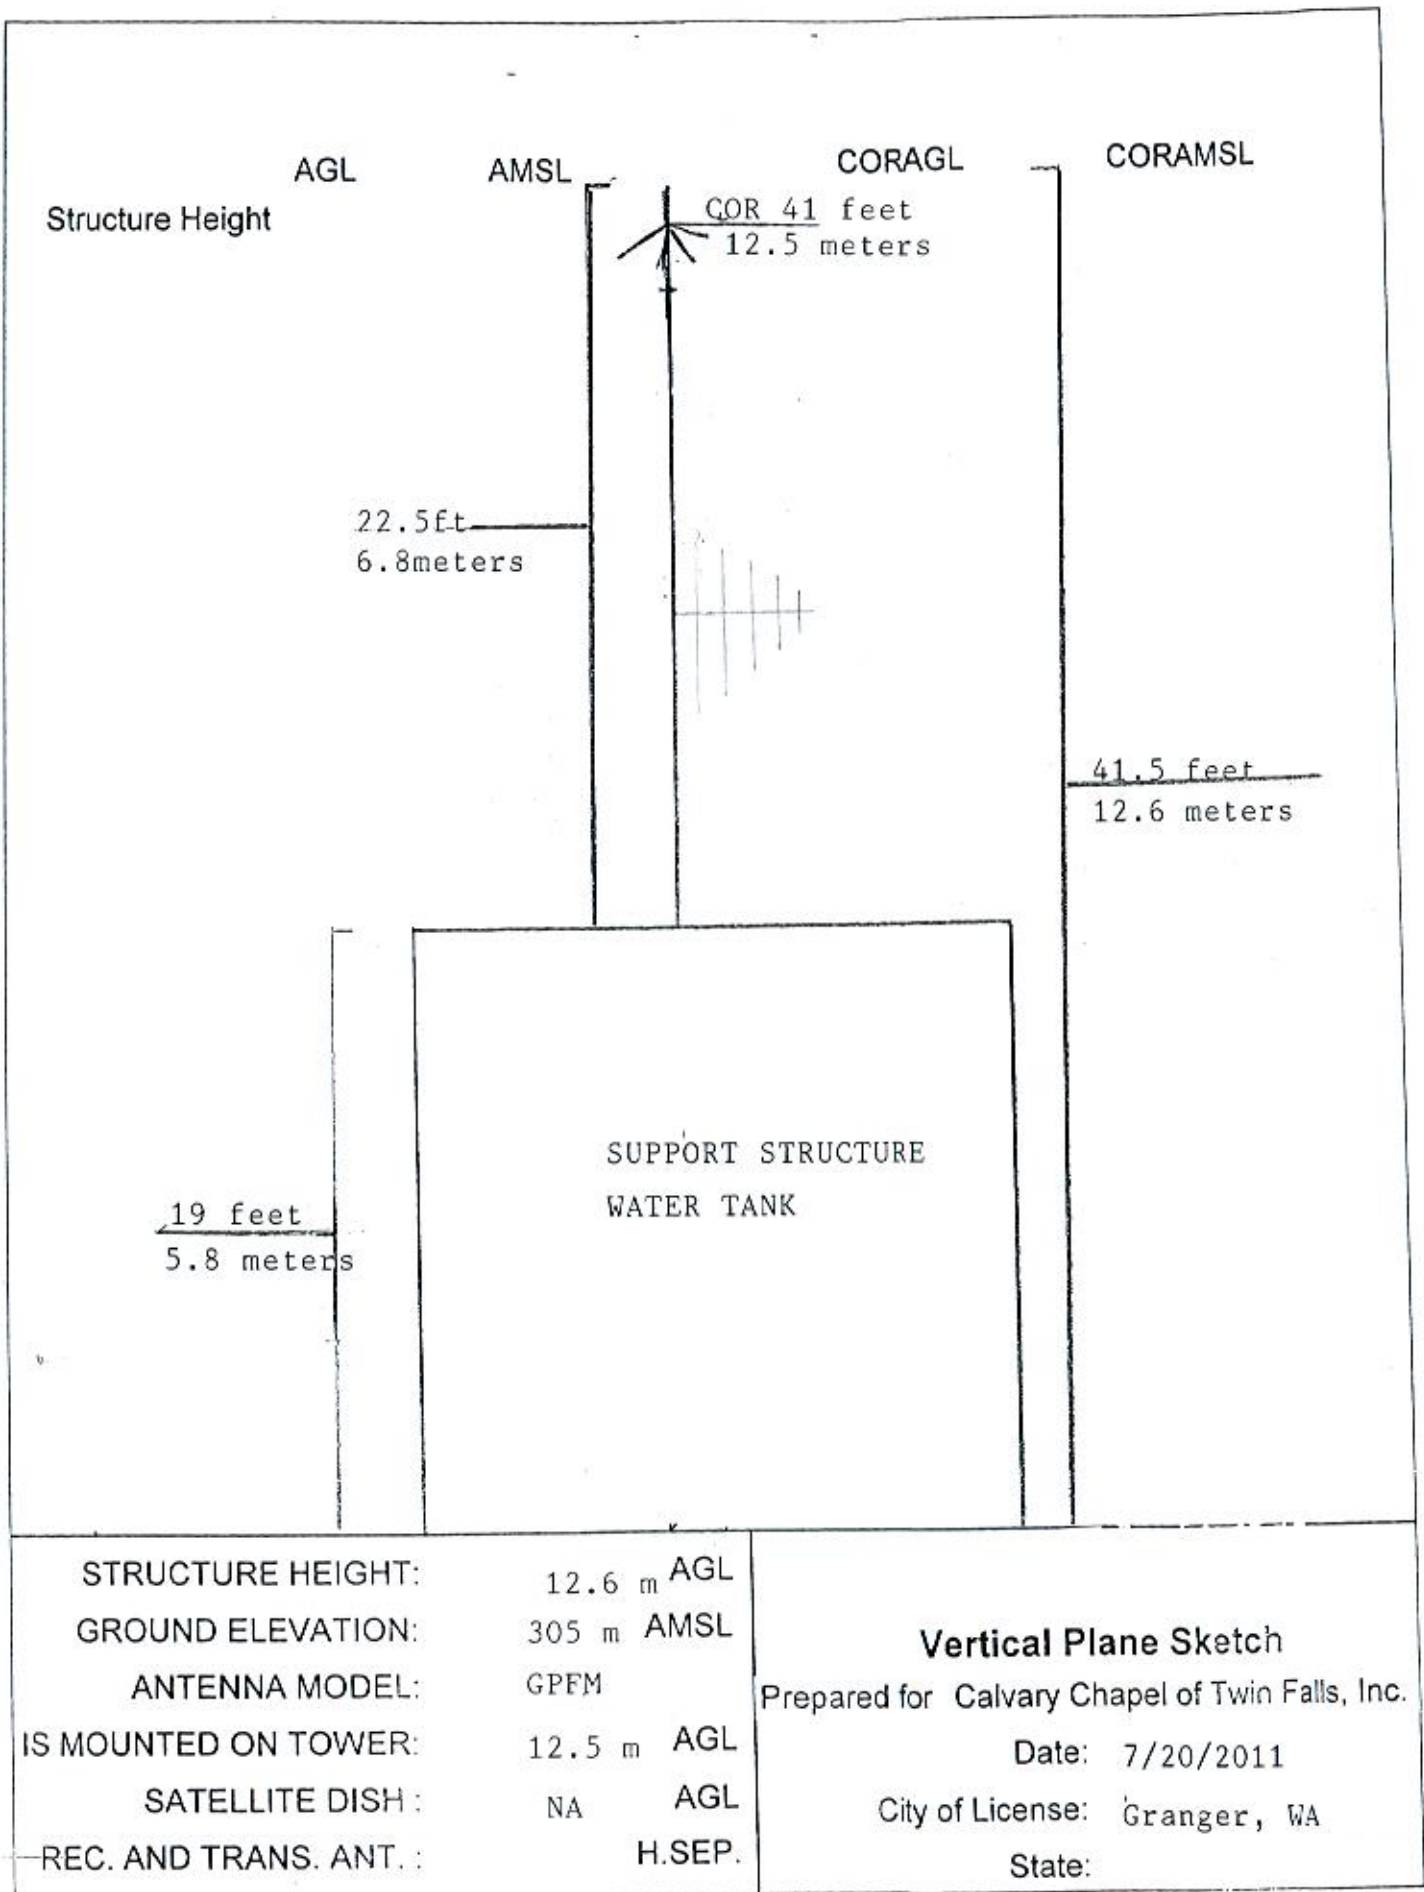 AGL AMSL CORAGL CORAMSL
Structure Height
COR 41 feet
12.5 meters
22.5ft
6.8meters
41.5 feet
12.6 meters
SUPPORT STRUCTURE
WATER TANK
19 feet
5.8 meters
STRUCTURE HEIGHT: 12.6 m AGL
GROUND ELEVATION: 305 m AMSL
ANTENNA MODEL: GPFM
IS MOUNTED ON TOWER: 12.5 m AGL
SATELLITE DISH : NA AGL
REC. AND TRANS. ANT. : H.SEP.
Vertical Plane Sketch
Prepared for Calvary Chapel of Twin Falls, Inc.
Date: 7/20/2011
City of License: Granger, WA
State: